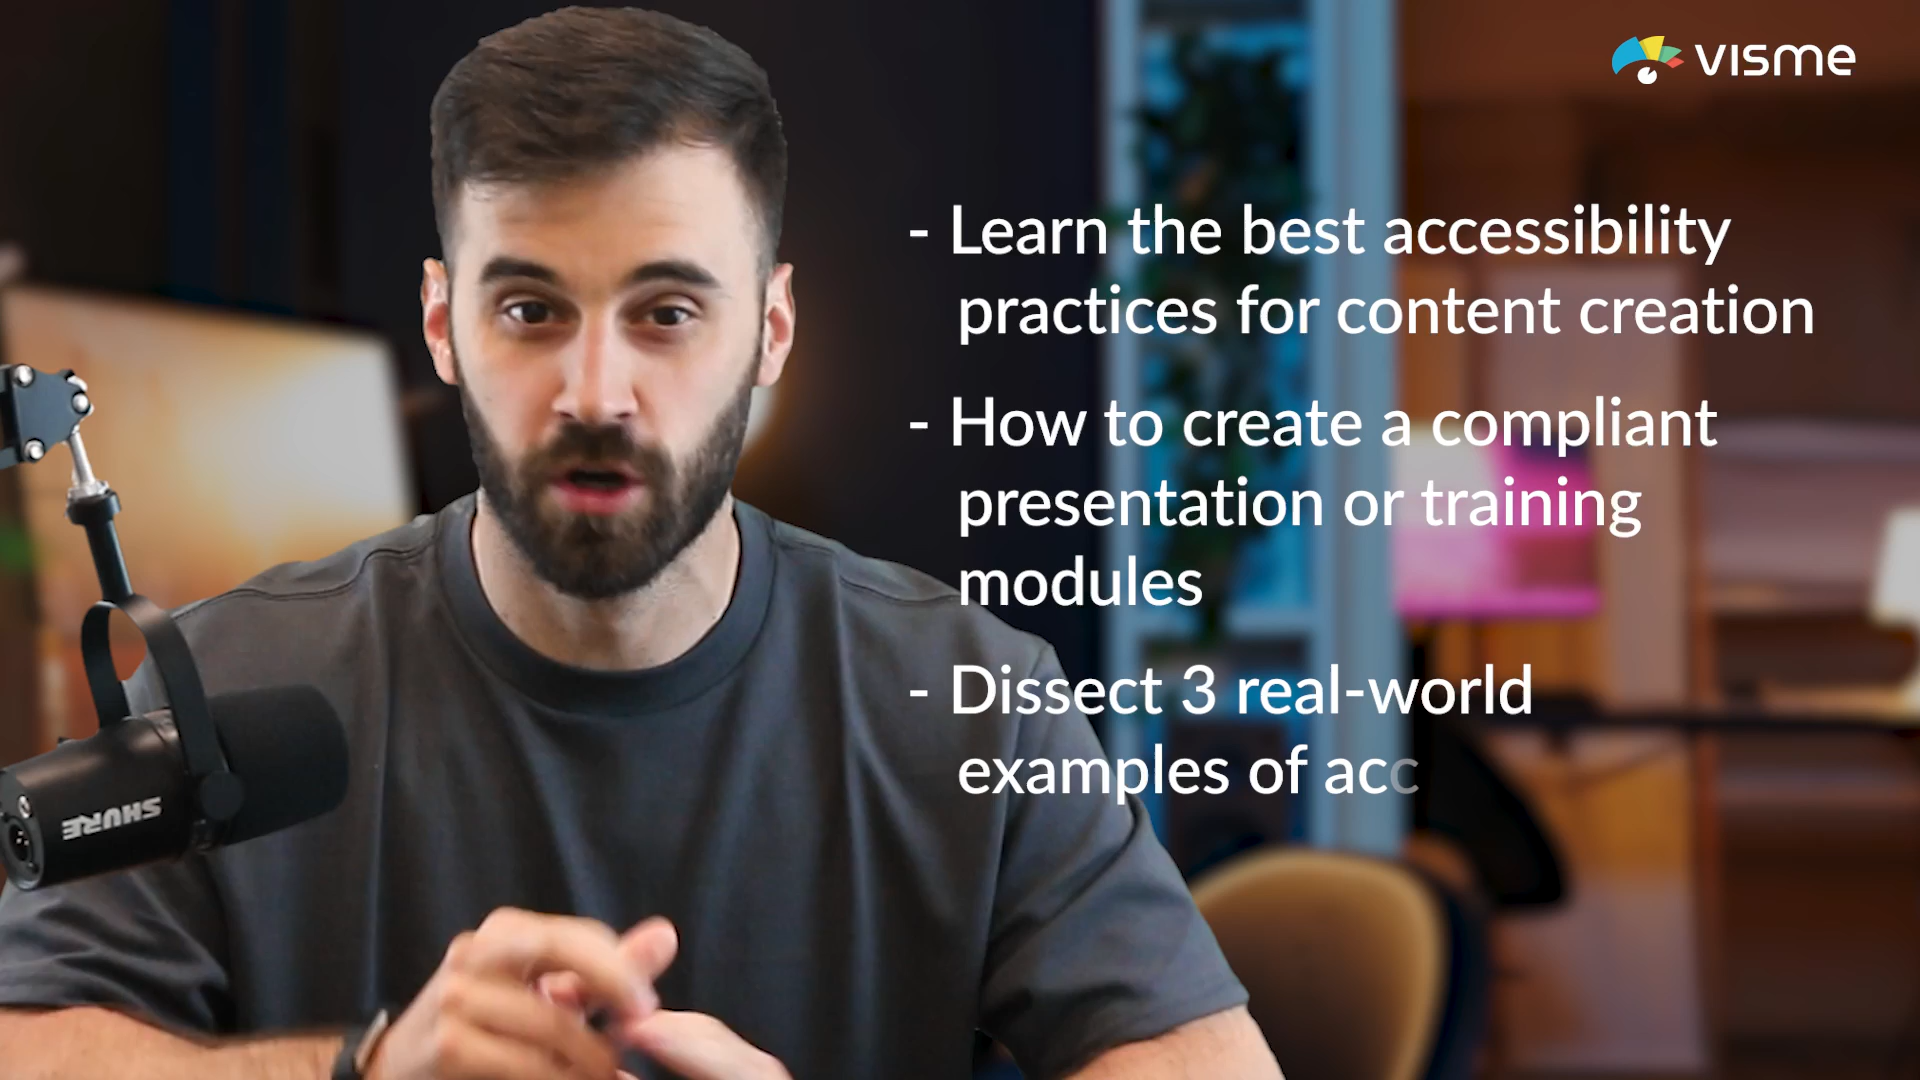 visme
- Learn the best accessibility
practices for content creation
- How to create a compliant
presentation or training
modules
- Dissect 3 real-world
examples of acc
SHURE